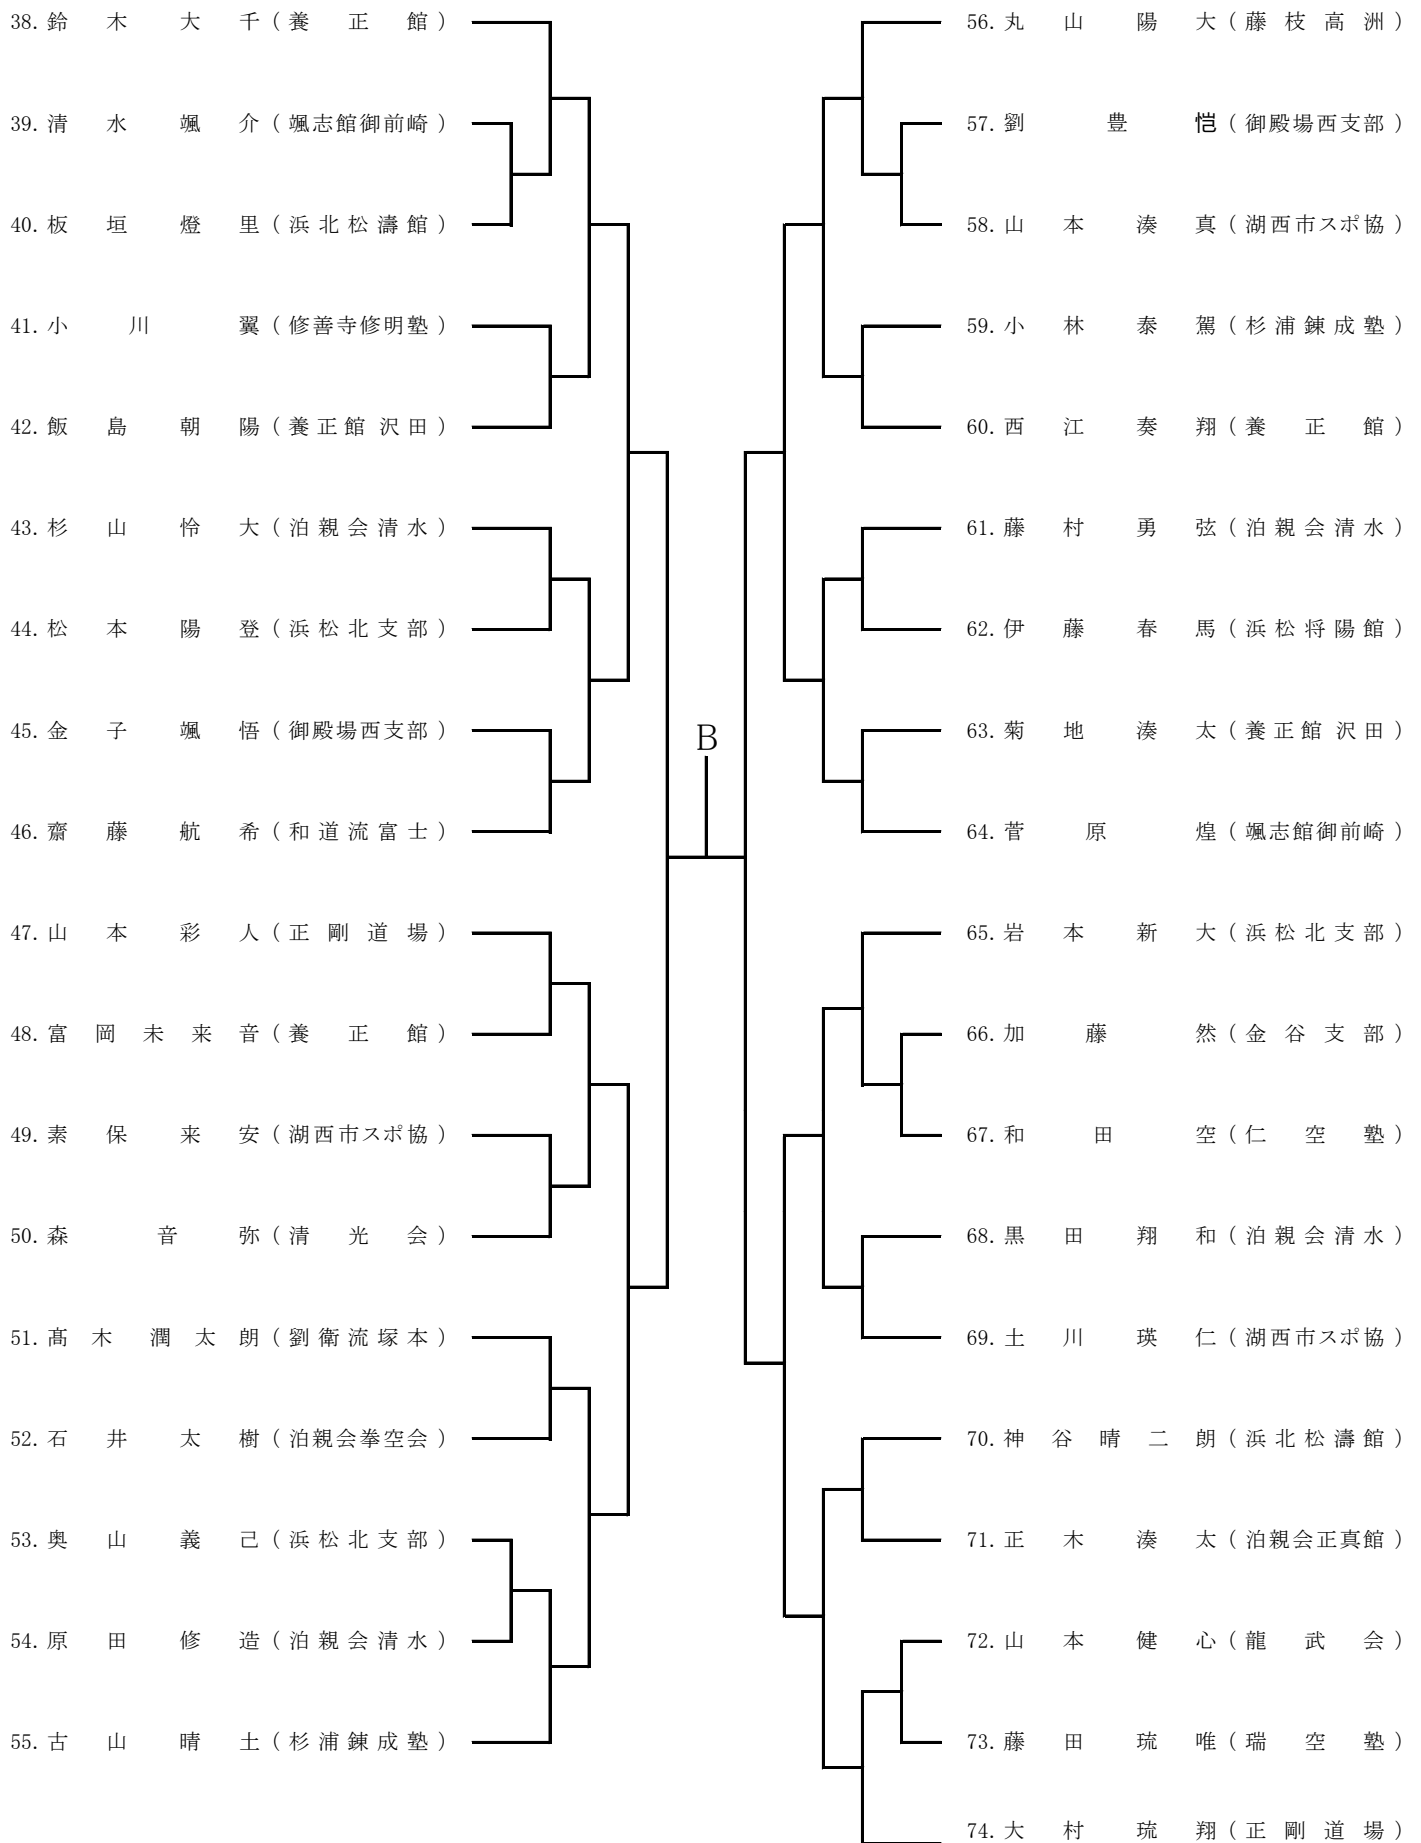 38. 鈴木大千（養正館）
39. 清水颯介（颯志館御前崎）
40. 板垣燈里（浜北松濤館）
41. 小川翼（修善寺修明塾）
42. 飯島朝陽（養正館沢田）
43. 杉山怜大（泊親会清水）
44. 松本陽登（浜松北支部）
45. 金子颯悟（御殿場西支部）
46. 齋藤航希（和道流富士）
47. 山本彩人（正剛道場）
48. 富岡未来音（養正館）
49. 素保来安（湖西市スポ協）
50. 森音弥（清光会）
51. 髙木潤太朗（劉衛流塚本）
52. 石井太樹（泊親会拳空会）
53. 奥山義己（浜松北支部）
54. 原田修造（泊親会清水）
55. 古山晴士（杉浦錬成塾）
B
56. 丸山陽大（藤枝高洲）
57. 劉豊恺（御殿場西支部）
58. 山本湊真（湖西市スポ協）
59. 小林泰駕（杉浦錬成塾）
60. 西江奏翔（養正館）
61. 藤村勇弦（泊親会清水）
62. 伊藤春馬（浜松将陽館）
63. 菊地湊太（養正館沢田）
64. 菅原煌（颯志館御前崎）
65. 岩本新大（浜松北支部）
66. 加藤然（金谷支部）
67. 和田空（仁空塾）
68. 黒田翔和（泊親会清水）
69. 土川瑛仁（湖西市スポ協）
70. 神谷晴二朗（浜北松濤館）
71. 正木湊太（泊親会正真館）
72. 山本健心（龍武会）
73. 藤田琉唯（瑞空塾）
74. 大村琉翔（正剛道場）